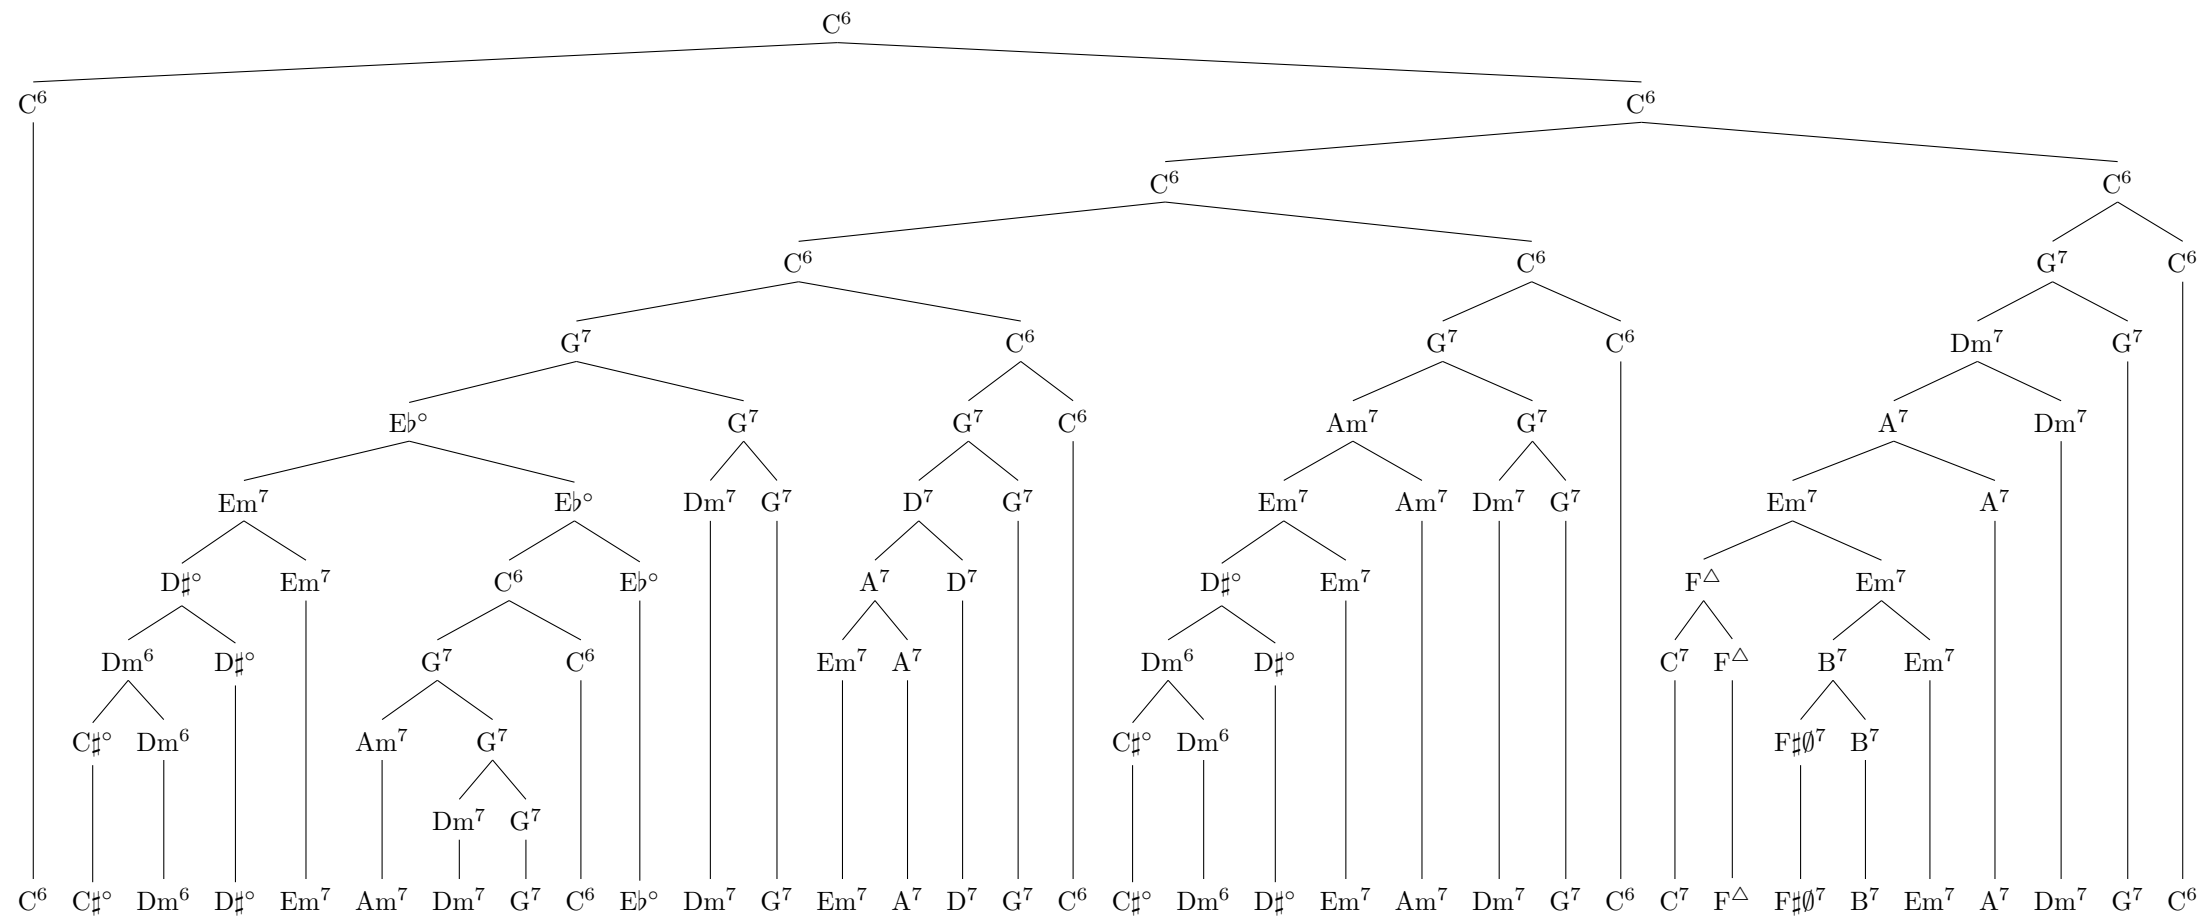 C⁶
C⁶ C⁶
C⁶ C⁶
C⁶ C⁶ G⁷ C⁶
G⁷ C⁶ G⁷ C⁶ Dm⁷ G⁷
E♭° G⁷ G⁷ C⁶ Am⁷ G⁷ A⁷ Dm⁷
Em⁷ E♭° Dm⁷ G⁷ D⁷ G⁷ Em⁷ Am⁷ Dm⁷ G⁷ Em⁷ A⁷
D♯° Em⁷ C⁶ E♭° A⁷ D⁷ D♯° Em⁷ F△ Em⁷
Dm⁶ D♯° G⁷ C⁶ Em⁷ A⁷ Dm⁶ D♯° C⁷ F△ B⁷ Em⁷
C♯° Dm⁶ Am⁷ G⁷ C♯° Dm⁶ F♯∅⁷ B⁷
Dm⁷ G⁷
C⁶ C♯° Dm⁶ D♯° Em⁷ Am⁷ Dm⁷ G⁷ C⁶ E♭° Dm⁷ G⁷ Em⁷ A⁷ D⁷ G⁷ C⁶ C♯° Dm⁶ D♯° Em⁷ Am⁷ Dm⁷ G⁷ C⁶ C⁷ F△ F♯∅⁷ B⁷ Em⁷ A⁷ Dm⁷ G⁷ C⁶